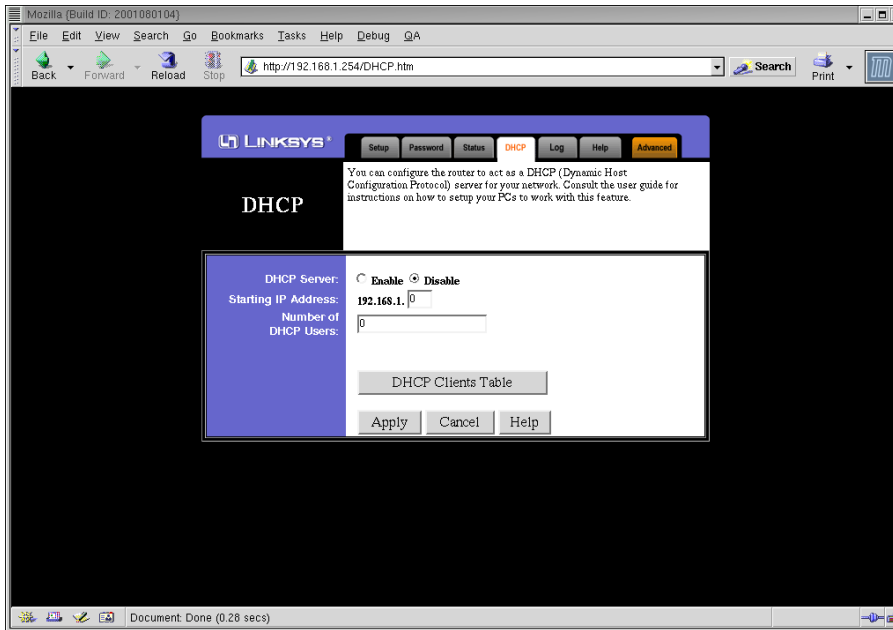 Mozilla {Build ID: 2001080104}
File Edit View Search Go Bookmarks Tasks Help Debug QA
Back Forward Reload Stop http://192.168.1.254/DHCP.htm Search Print
LINKSYS®
Setup Password Status DHCP Log Help Advanced
DHCP
You can configure the router to act as a DHCP (Dynamic Host
Configuration Protocol) server for your network. Consult the user guide for
instructions on how to setup your PCs to work with this feature.
DHCP Server: Enable Disable
Starting IP Address: 192.168.1. 0
Number of
DHCP Users: 0
DHCP Clients Table
Apply Cancel Help
Document: Done (0.28 secs)